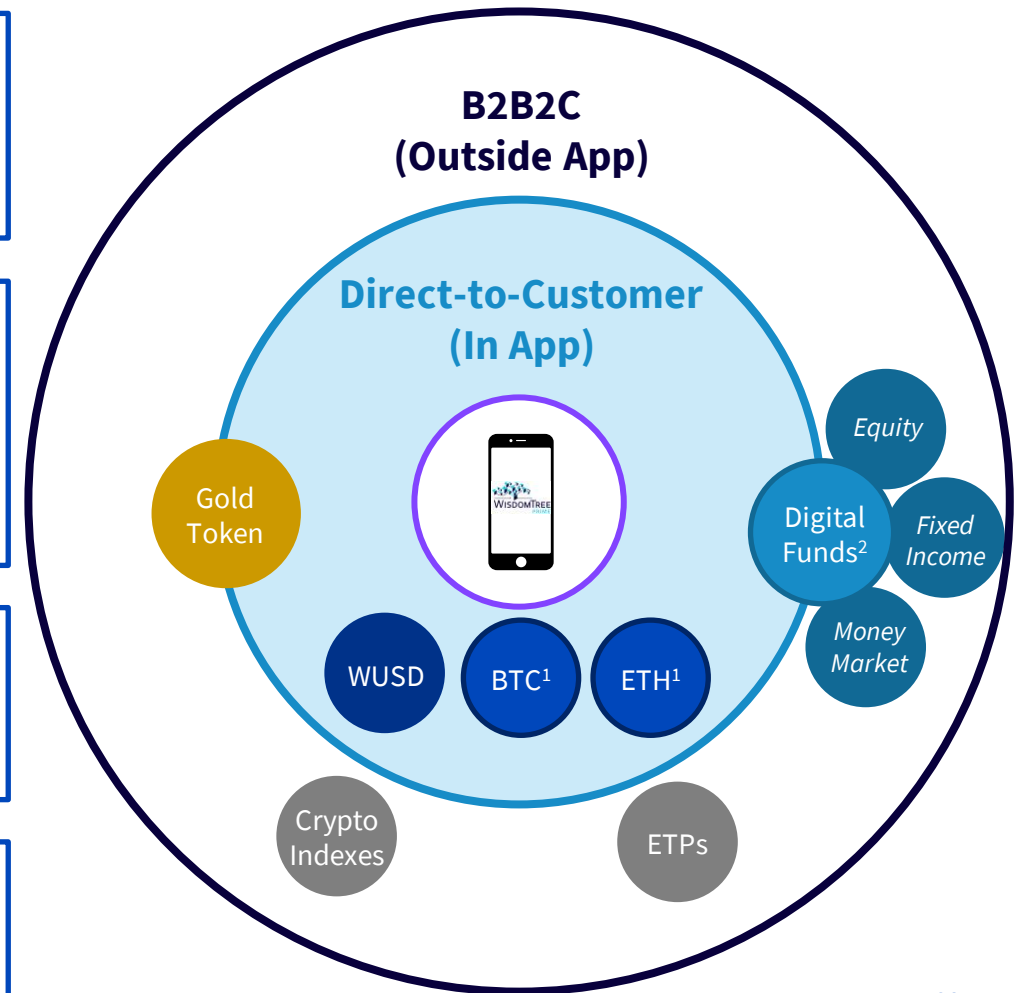 B2B2C
(Outside App)
Direct-to-Customer
(In App)
WISDOMTREE
PRIME
Gold
Token
Equity
Digital
Funds²
Fixed
Income
Money
Market
WUSD
BTC¹
ETH¹
Crypto
Indexes
ETPs